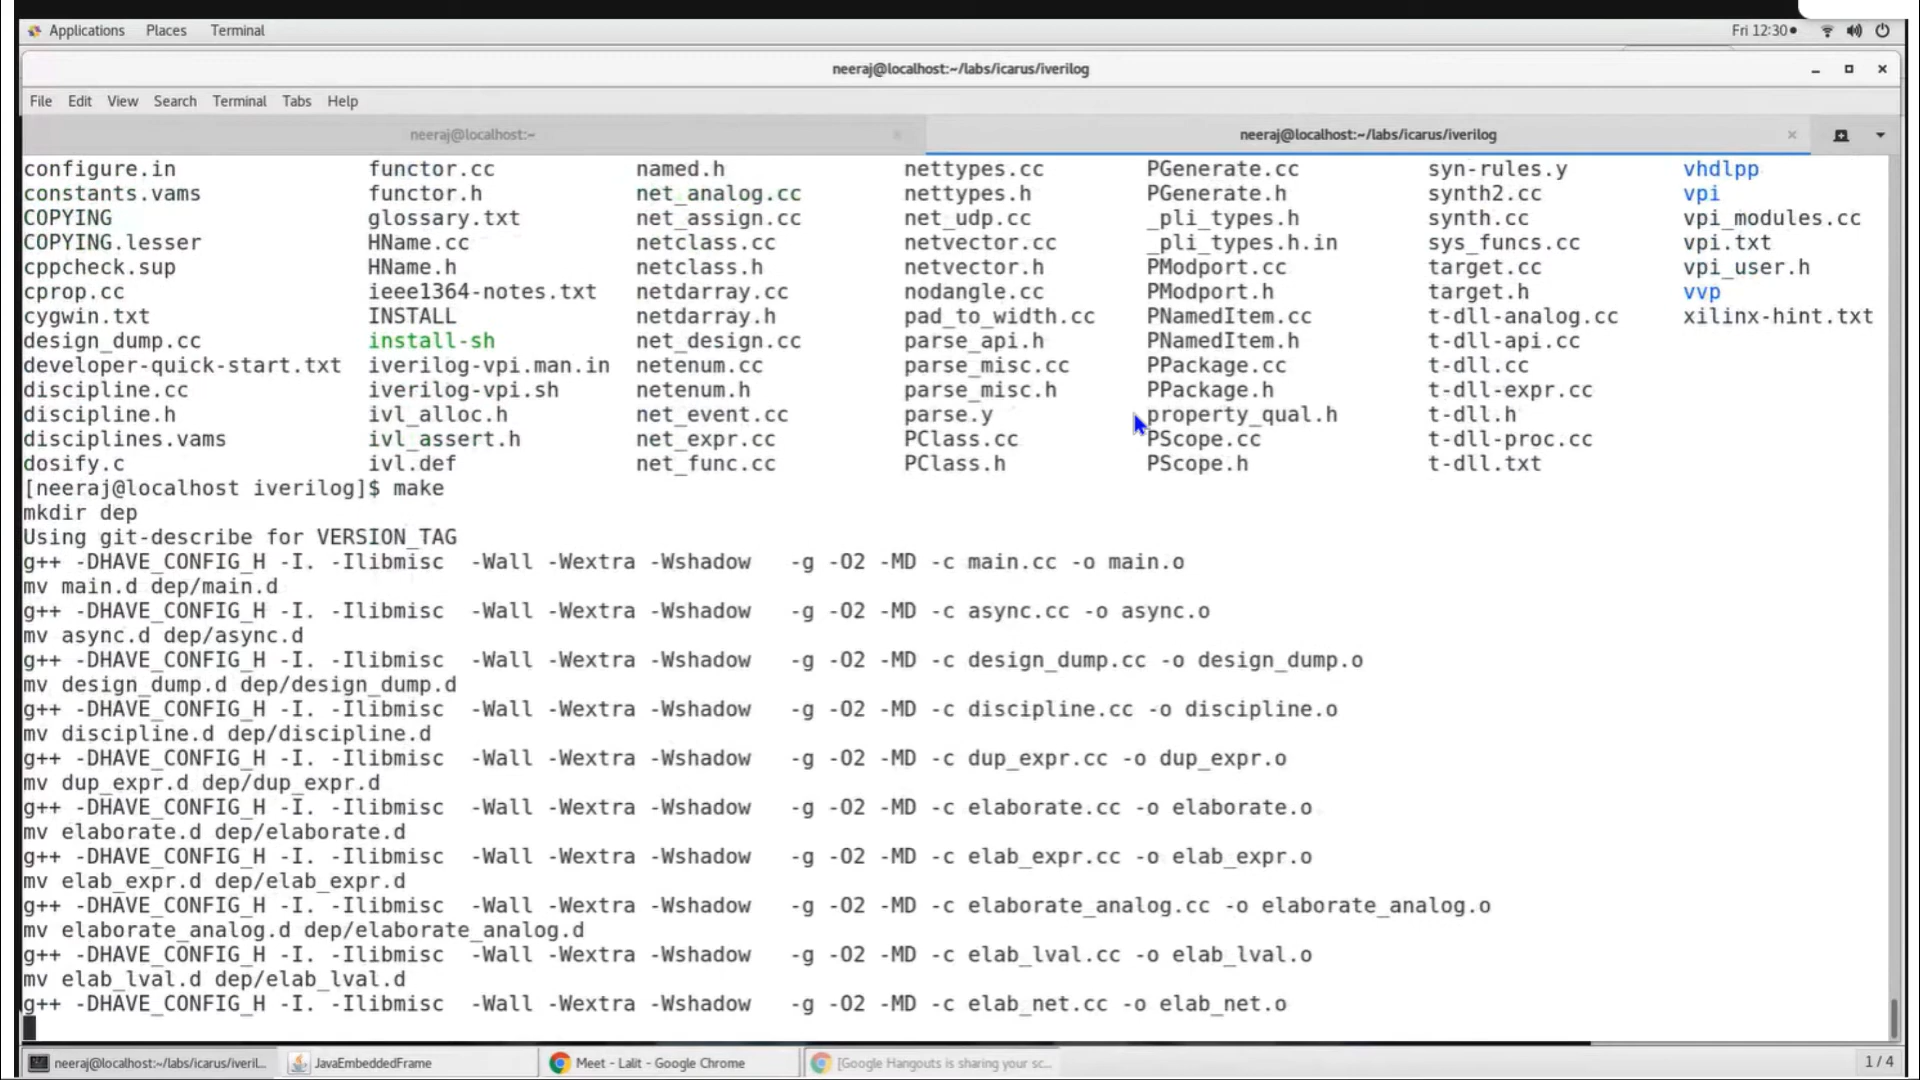 Applications Places Terminal Fri 12:30
neeraj@localhost:~/labs/icarus/iverilog
File Edit View Search Terminal Tabs Help
neeraj@localhost:~ neeraj@localhost:~/labs/icarus/iverilog
configure.in functor.cc named.h nettypes.cc PGenerate.cc syn-rules.y vhdlpp
constants.vams functor.h net_analog.cc nettypes.h PGenerate.h synth2.cc vpi
COPYING glossary.txt net_assign.cc net_udp.cc _pli_types.h synth.cc vpi_modules.cc
COPYING.lesser HName.cc netclass.cc netvector.cc _pli_types.h.in sys_funcs.cc vpi.txt
cppcheck.sup HName.h netclass.h netvector.h PModport.cc target.cc vpi_user.h
cprop.cc ieee1364-notes.txt netdarray.cc nodangle.cc PModport.h target.h vvp
cygwin.txt INSTALL netdarray.h pad_to_width.cc PNamedItem.cc t-dll-analog.cc xilinx-hint.txt
design_dump.cc install-sh net_design.cc parse_api.h PNamedItem.h t-dll-api.cc
developer-quick-start.txt iverilog-vpi.man.in netenum.cc parse_misc.cc PPackage.cc t-dll.cc
discipline.cc iverilog-vpi.sh netenum.h parse_misc.h PPackage.h t-dll-expr.cc
discipline.h ivl_alloc.h net_event.cc parse.y property_qual.h t-dll.h
disciplines.vams ivl_assert.h net_expr.cc PClass.cc PScope.cc t-dll-proc.cc
dosify.c ivl.def net_func.cc PClass.h PScope.h t-dll.txt
[neeraj@localhost iverilog]$ make
mkdir dep
Using git-describe for VERSION_TAG
g++ -DHAVE_CONFIG_H -I. -Ilibmisc -Wall -Wextra -Wshadow -g -O2 -MD -c main.cc -o main.o
mv main.d dep/main.d
g++ -DHAVE_CONFIG_H -I. -Ilibmisc -Wall -Wextra -Wshadow -g -O2 -MD -c async.cc -o async.o
mv async.d dep/async.d
g++ -DHAVE_CONFIG_H -I. -Ilibmisc -Wall -Wextra -Wshadow -g -O2 -MD -c design_dump.cc -o design_dump.o
mv design_dump.d dep/design_dump.d
g++ -DHAVE_CONFIG_H -I. -Ilibmisc -Wall -Wextra -Wshadow -g -O2 -MD -c discipline.cc -o discipline.o
mv discipline.d dep/discipline.d
g++ -DHAVE_CONFIG_H -I. -Ilibmisc -Wall -Wextra -Wshadow -g -O2 -MD -c dup_expr.cc -o dup_expr.o
mv dup_expr.d dep/dup_expr.d
g++ -DHAVE_CONFIG_H -I. -Ilibmisc -Wall -Wextra -Wshadow -g -O2 -MD -c elaborate.cc -o elaborate.o
mv elaborate.d dep/elaborate.d
g++ -DHAVE_CONFIG_H -I. -Ilibmisc -Wall -Wextra -Wshadow -g -O2 -MD -c elab_expr.cc -o elab_expr.o
mv elab_expr.d dep/elab_expr.d
g++ -DHAVE_CONFIG_H -I. -Ilibmisc -Wall -Wextra -Wshadow -g -O2 -MD -c elaborate_analog.cc -o elaborate_analog.o
mv elaborate_analog.d dep/elaborate_analog.d
g++ -DHAVE_CONFIG_H -I. -Ilibmisc -Wall -Wextra -Wshadow -g -O2 -MD -c elab_lval.cc -o elab_lval.o
mv elab_lval.d dep/elab_lval.d
g++ -DHAVE_CONFIG_H -I. -Ilibmisc -Wall -Wextra -Wshadow -g -O2 -MD -c elab_net.cc -o elab_net.o
neeraj@localhost:~/labs/icarus/iveril... JavaEmbeddedFrame Meet - Lalit - Google Chrome [Google Hangouts is sharing your sc... 1 / 4